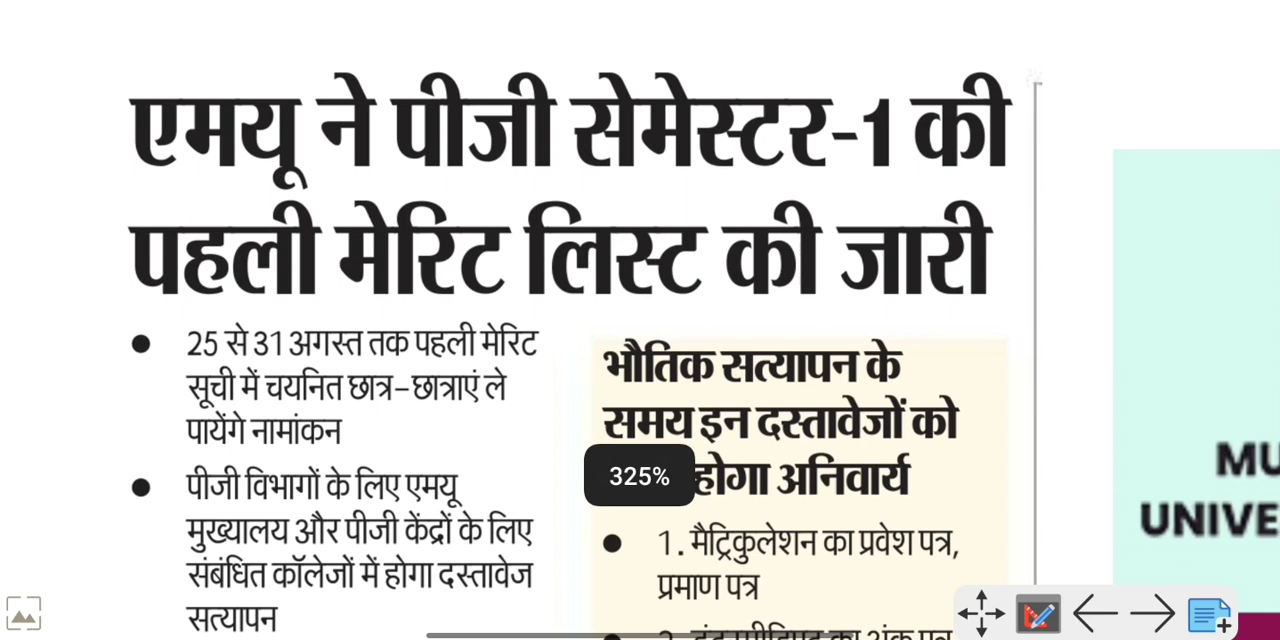 एमयू ने पीजी सेमेस्टर-1 की
पहली मेरिट लिस्ट की जारी
● 25 से 31 अगस्त तक पहली मेरिट
सूची में चयनित छात्र-छात्राएं ले
पायेंगे नामांकन
● पीजी विभागों के लिए एमयू
मुख्यालय और पीजी केंद्रों के लिए
संबंधित कॉलेजों में होगा दस्तावेज
सत्यापन
भौतिक सत्यापन के
समय इन दस्तावेजों को
होगा अनिवार्य
325%
● 1. मैट्रिकुलेशन का प्रवेश पत्र,
प्रमाण पत्र
MU
UNIVE